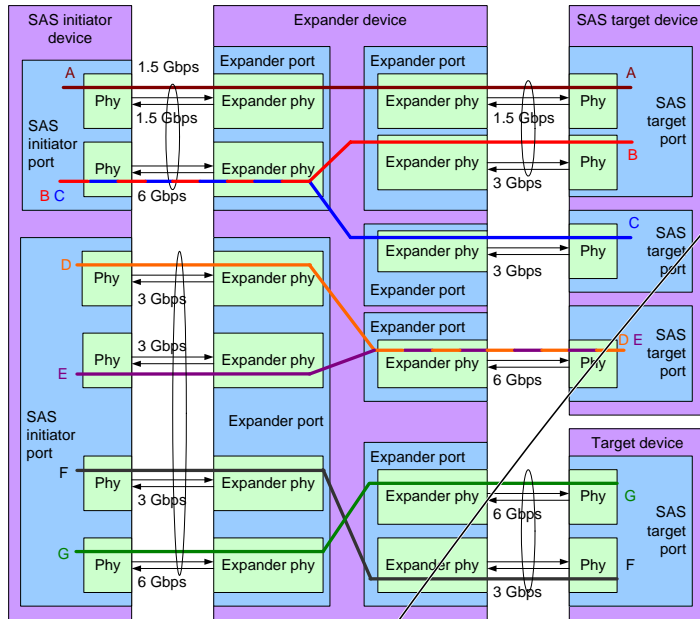 SAS initiator
device
Expander device
SAS target device
1.5 Gbps
Expander port
Expander
port
A
A
Phy
Expander phy
Expander phy
Phy
SAS
target
port
1.5 Gbps
1.5 Gbps
SAS
initiator
port
Phy
Expander phy
Expander phy
Phy
B
B C
6 Gbps
3 Gbps
C
Expander phy
Phy
SAS
target
port
3 Gbps
Expander port
D
Phy
Expander phy
3 Gbps
Expander port
D E
3 Gbps
Phy
Expander phy
Expander phy
Phy
SAS
target
port
E
6 Gbps
SAS
initiator
port
Expander port
Target device
Expander port
F
Phy
Expander phy
Expander phy
Phy
G
3 Gbps
6 Gbps
SAS
target
port
G
Phy
Expander phy
Expander phy
Phy
F
6 Gbps
3 Gbps